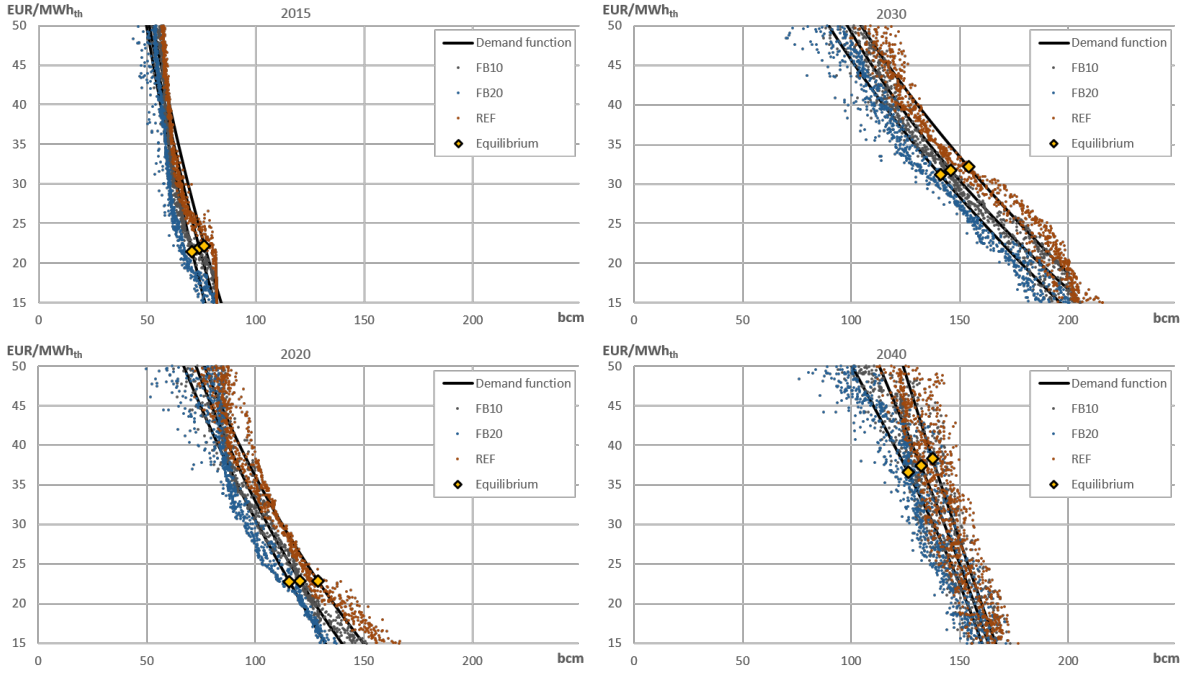 EUR/MWhth 2015
50
45
40
35
30
25
20
15
0 50 100 150 200 bcm
Demand function
FB10
FB20
REF
Equilibrium
EUR/MWhth 2030
50
45
40
35
30
25
20
15
0 50 100 150 200 bcm
Demand function
FB10
FB20
REF
Equilibrium
EUR/MWhth 2020
50
45
40
35
30
25
20
15
0 50 100 150 200 bcm
Demand function
FB10
FB20
REF
Equilibrium
EUR/MWhth 2040
50
45
40
35
30
25
20
15
0 50 100 150 200 bcm
Demand function
FB10
FB20
REF
Equilibrium